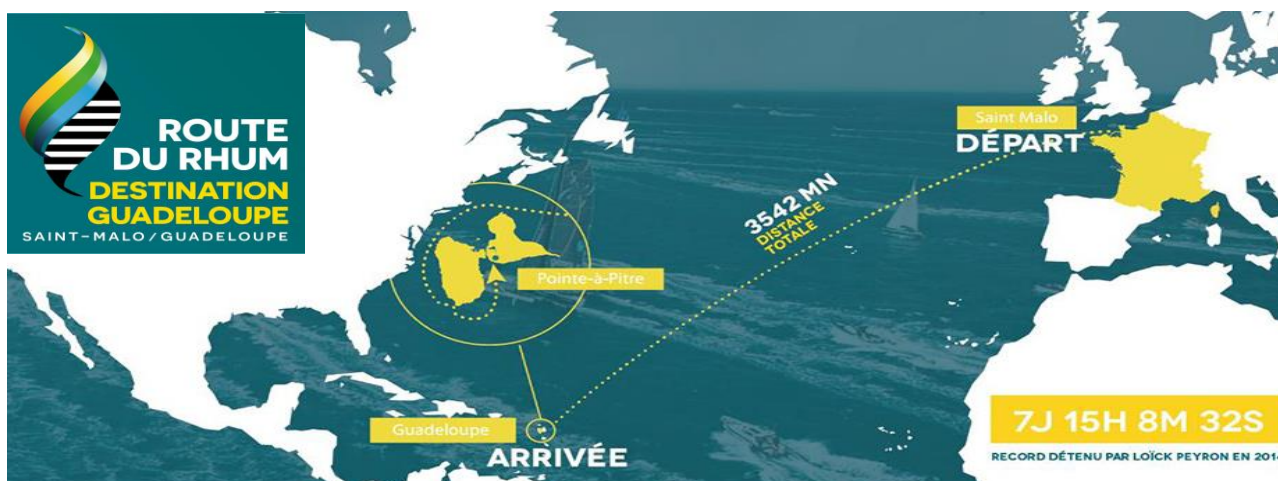 ROUTE
DU RHUM
DESTINATION
GUADELOUPE
SAINT-MALO/GUADELOUPE
Saint Malo
DÉPART
3542 MN
DISTANCE
TOTALE
Pointe-à-Pitre
Guadeloupe
ARRIVÉE
7J 15H 8M 32S
RECORD DÉTENU PAR LOÏCK PEYRON EN 2014